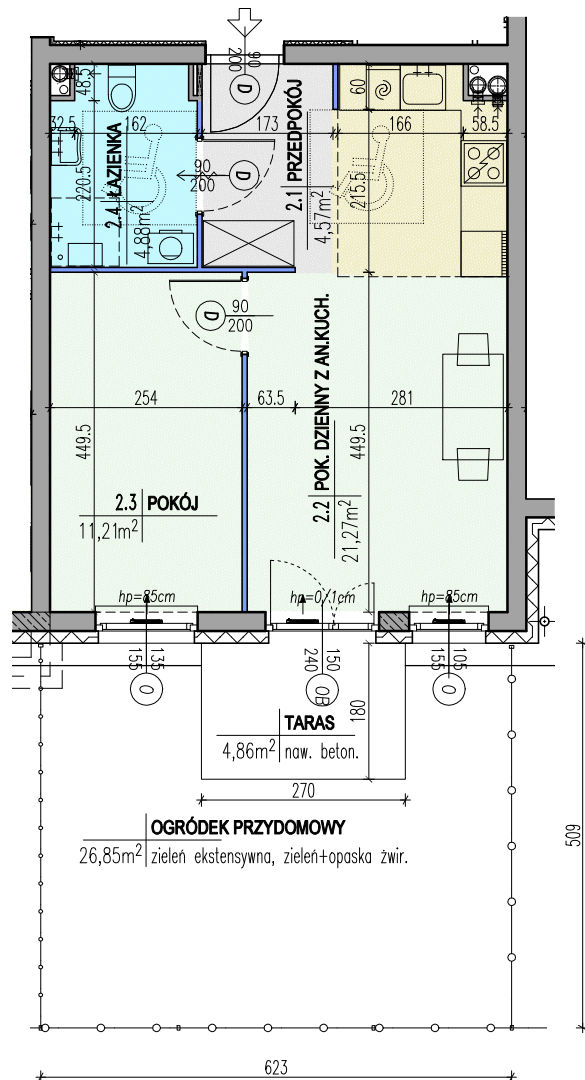 90
200
D
48.5
60
32.5
162
173
166
58.5
90
200
D
220.5
2.4 ŁAZIENKA
4,88m²
2.1 PRZEDPOKÓJ
4,57m²
215.5
D
90
200
254
63.5
281
449.5
449.5
2.2 POK. DZIENNY Z AN.KUCH.
21,27m²
2.3 POKÓJ
11,21m²
hp=85cm
hp=0/1cm
hp=85cm
135
155
O
150
240
OB
105
155
O
180
TARAS
4,86m² naw. beton.
270
OGRÓDEK PRZYDOMOWY
26,85m² zieleń ekstensywna, zieleń+opaska żwir.
509
623